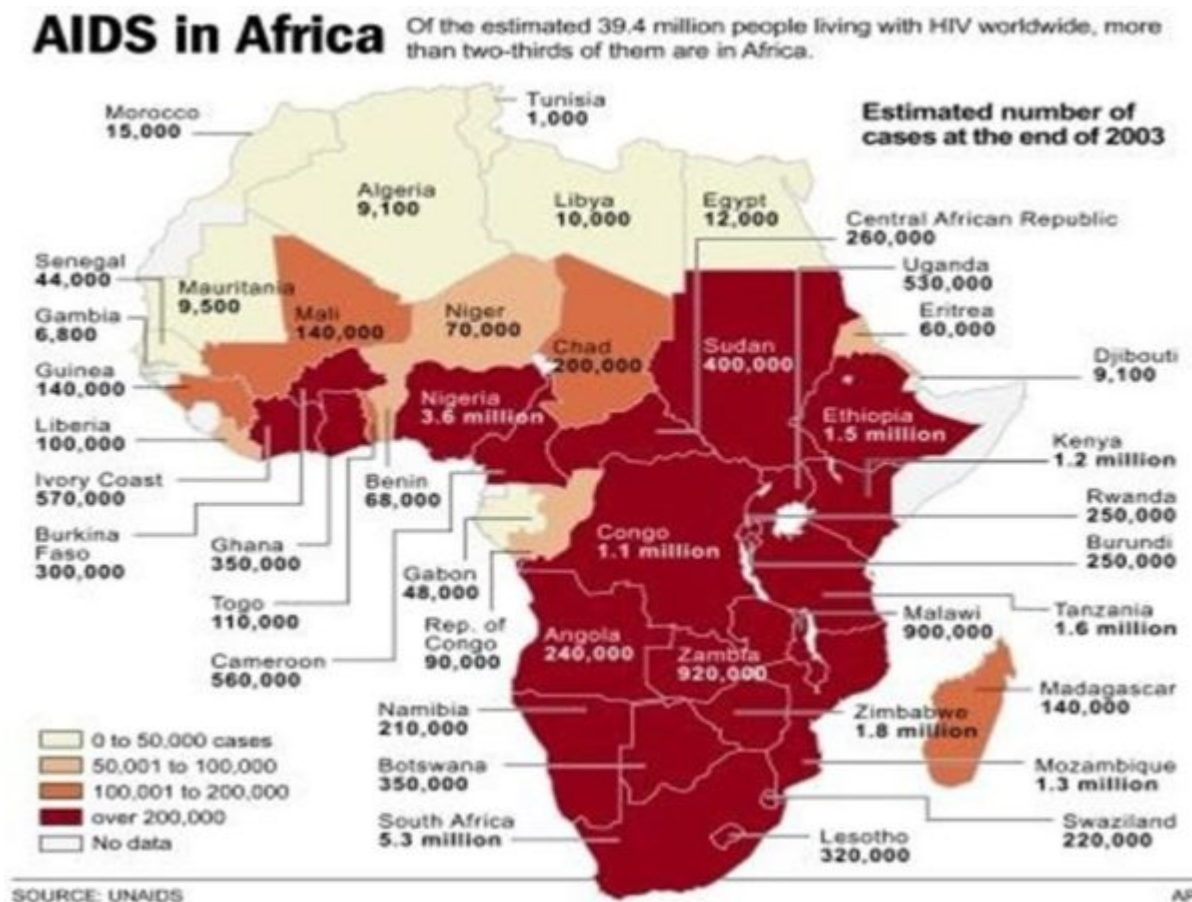 AIDS in Africa
Of the estimated 39.4 million people living with HIV worldwide, more
than two-thirds of them are in Africa.
Estimated number of
cases at the end of 2003
Morocco
15,000
Tunisia
1,000
Algeria
9,100
Libya
10,000
Egypt
12,000
Central African Republic
260,000
Uganda
530,000
Eritrea
60,000
Djibouti
9,100
Senegal
44,000
Mauritania
9,500
Mali
140,000
Niger
70,000
Chad
200,000
Sudan
400,000
Gambia
6,800
Guinea
140,000
Nigeria
3.6 million
Ethiopia
1.5 million
Liberia
100,000
Kenya
1.2 million
Ivory Coast
570,000
Benin
68,000
Rwanda
250,000
Burkina
Faso
300,000
Ghana
350,000
Congo
1.1 million
Burundi
250,000
Gabon
48,000
Togo
110,000
Rep. of
Congo
90,000
Angola
240,000
Zambia
920,000
Malawi
900,000
Tanzania
1.6 million
Cameroon
560,000
Madagascar
140,000
Namibia
210,000
Zimbabwe
1.8 million
Botswana
350,000
Mozambique
1.3 million
South Africa
5.3 million
Lesotho
320,000
Swaziland
220,000
0 to 50,000 cases
50,001 to 100,000
100,001 to 200,000
over 200,000
No data
SOURCE: UNAIDS
AP